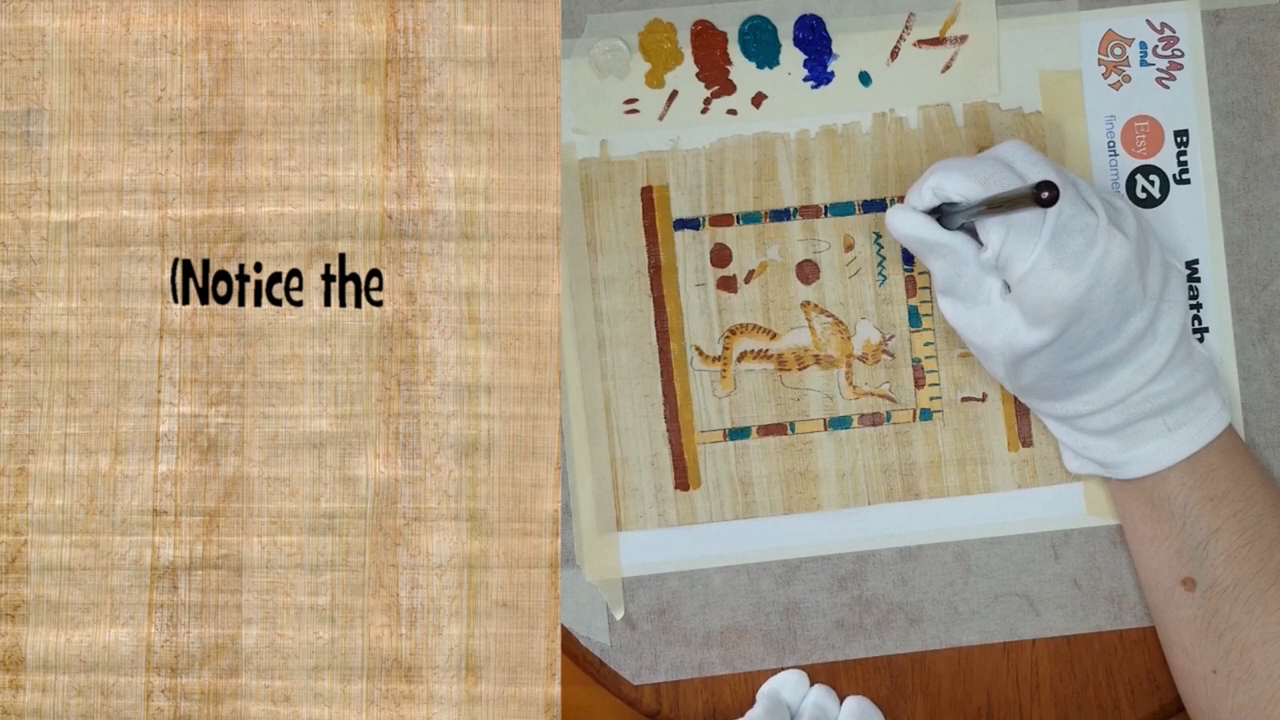 (Notice the
SAGAN
and
LOKi
Buy
Etsy
Z
fineartamer
Watch